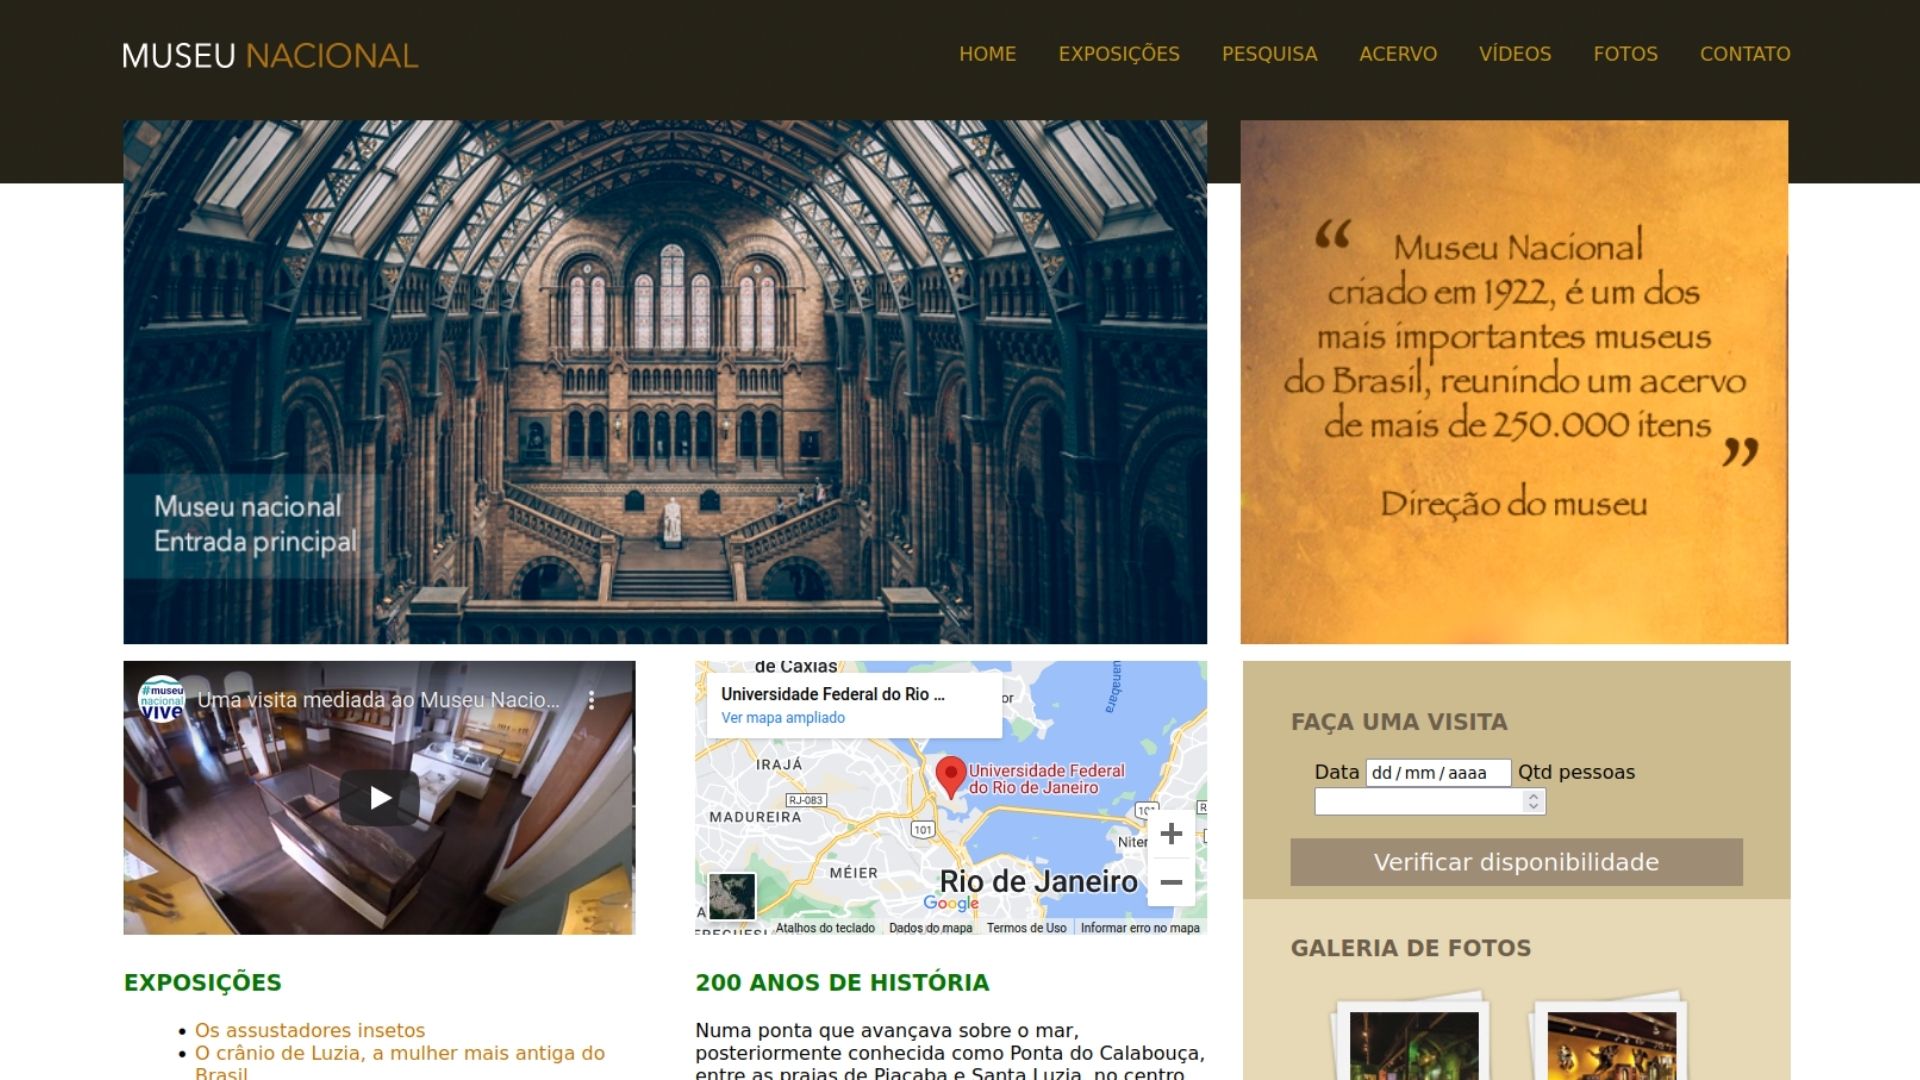 MUSEU NACIONAL
HOME EXPOSIÇÕES PESQUISA ACERVO VÍDEOS FOTOS CONTATO
Museu nacional
Entrada principal
“ Museu Nacional
criado em 1922, é um dos
mais importantes museus
do Brasil, reunindo um acervo
de mais de 250.000 itens ”
Direção do museu
#museu
nacional
vive
Uma visita mediada ao Museu Nacio...
de Caxias
Universidade Federal do Rio ...
Ver mapa ampliado
or
uanabara
IRAJÁ
Universidade Federal
do Rio de Janeiro
RJ-083
MADUREIRA
101
101
Niter
MÉIER
Rio de Janeiro
Google
Atalhos do teclado
Dados do mapa
Termos de Uso
Informar erro no mapa
FAÇA UMA VISITA
Data dd/mm/aaaa Qtd pessoas
Verificar disponibilidade
GALERIA DE FOTOS
EXPOSIÇÕES
• Os assustadores insetos
• O crânio de Luzia, a mulher mais antiga do
Brasil
200 ANOS DE HISTÓRIA
Numa ponta que avançava sobre o mar,
posteriormente conhecida como Ponta do Calabouça,
entre as praias de Piaçaba e Santa Luzia, no centro